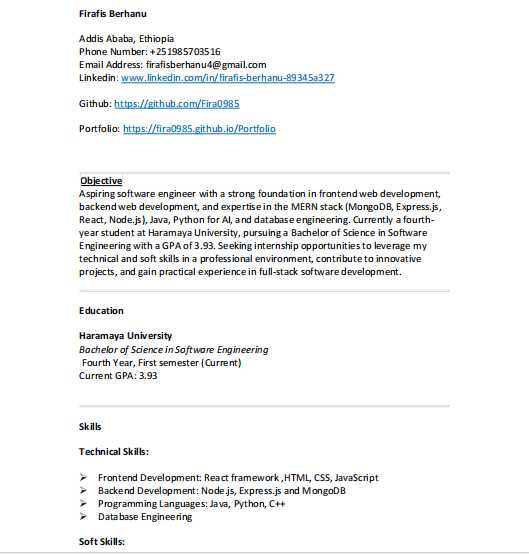 Firafis Berhanu
Addis Ababa, Ethiopia
Phone Number: +251985703516
Email Address: firafisberhanu4@gmail.com
Linkedin: www.linkedin.com/in/firafis-berhanu-89345a327
Github: https://github.com/Fira0985
Portfolio: https://fira0985.github.io/Portfolio
Objective
Aspiring software engineer with a strong foundation in frontend web development,
backend web development, and expertise in the MERN stack (MongoDB, Express.js,
React, Node.js), Java, Python for AI, and database engineering. Currently a fourth-
year student at Haramaya University, pursuing a Bachelor of Science in Software
Engineering with a GPA of 3.93. Seeking internship opportunities to leverage my
technical and soft skills in a professional environment, contribute to innovative
projects, and gain practical experience in full-stack software development.
Education
Haramaya University
Bachelor of Science in Software Engineering
Fourth Year, First semester (Current)
Current GPA: 3.93
Skills
Technical Skills:
➢ Frontend Development: React framework ,HTML, CSS, JavaScript
➢ Backend Development: Node.js, Express.js and MongoDB
➢ Programming Languages: Java, Python, C++
➢ Database Engineering
Soft Skills: